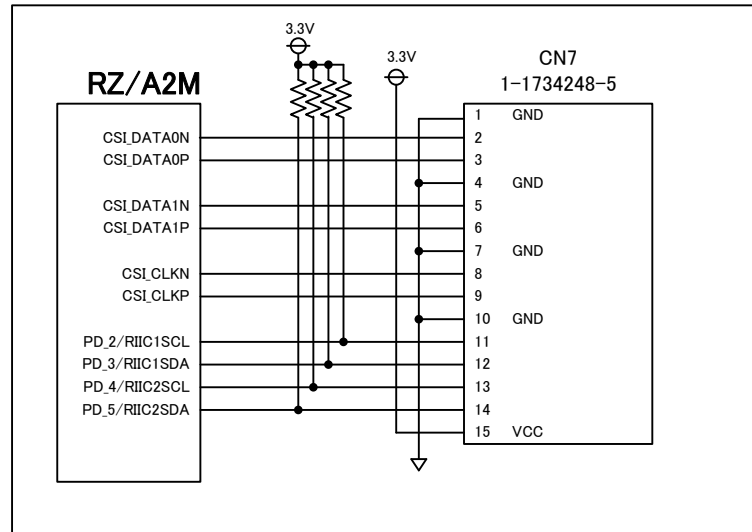 3.3V
3.3V
RZ/A2M
CN7
1-1734248-5
1 GND
CSI_DATA0N 2
CSI_DATA0P 3
4 GND
CSI_DATA1N 5
CSI_DATA1P 6
7 GND
CSI_CLKN 8
CSI_CLKP 9
10 GND
PD_2/RIIC1SCL 11
PD_3/RIIC1SDA 12
PD_4/RIIC2SCL 13
PD_5/RIIC2SDA 14
15 VCC